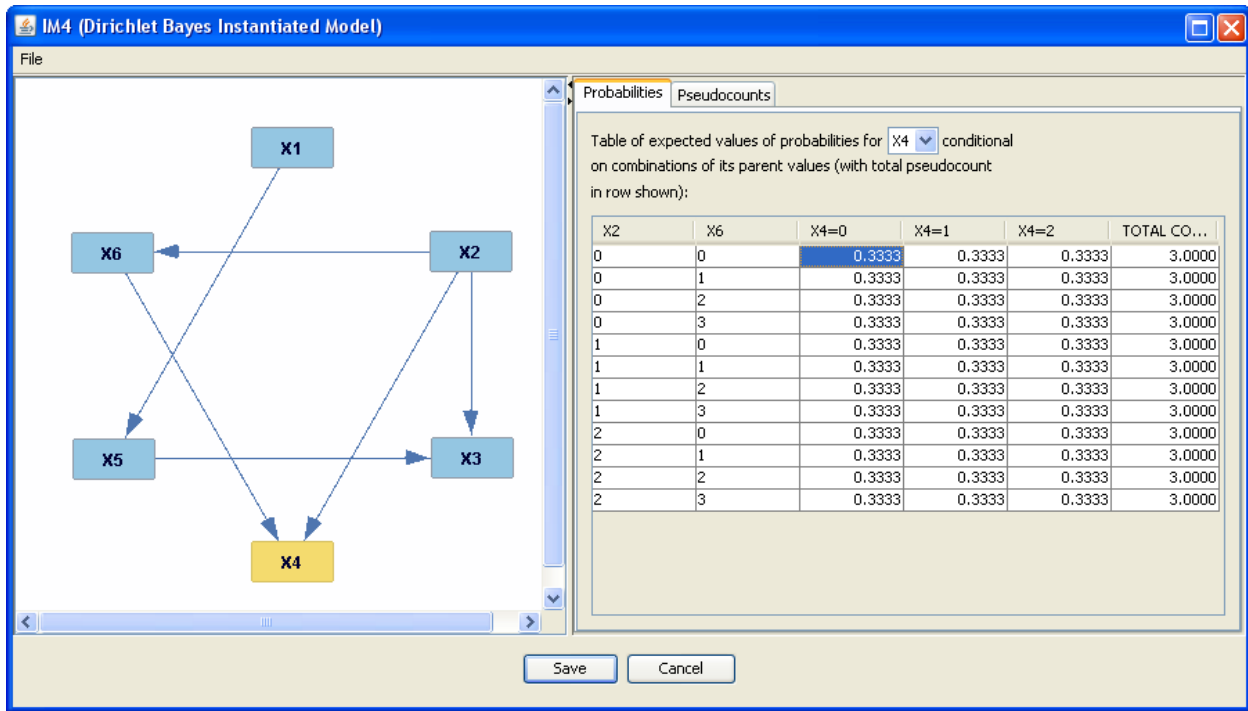 IM4 (Dirichlet Bayes Instantiated Model)
File
X1
X6
X2
X5
X3
X4
Probabilities Pseudocounts
Table of expected values of probabilities for X4 conditional
on combinations of its parent values (with total pseudocount
in row shown):
X2 X6 X4=0 X4=1 X4=2 TOTAL CO...
0 0 0.3333 0.3333 0.3333 3.0000
0 1 0.3333 0.3333 0.3333 3.0000
0 2 0.3333 0.3333 0.3333 3.0000
0 3 0.3333 0.3333 0.3333 3.0000
1 0 0.3333 0.3333 0.3333 3.0000
1 1 0.3333 0.3333 0.3333 3.0000
1 2 0.3333 0.3333 0.3333 3.0000
1 3 0.3333 0.3333 0.3333 3.0000
2 0 0.3333 0.3333 0.3333 3.0000
2 1 0.3333 0.3333 0.3333 3.0000
2 2 0.3333 0.3333 0.3333 3.0000
2 3 0.3333 0.3333 0.3333 3.0000
Save Cancel